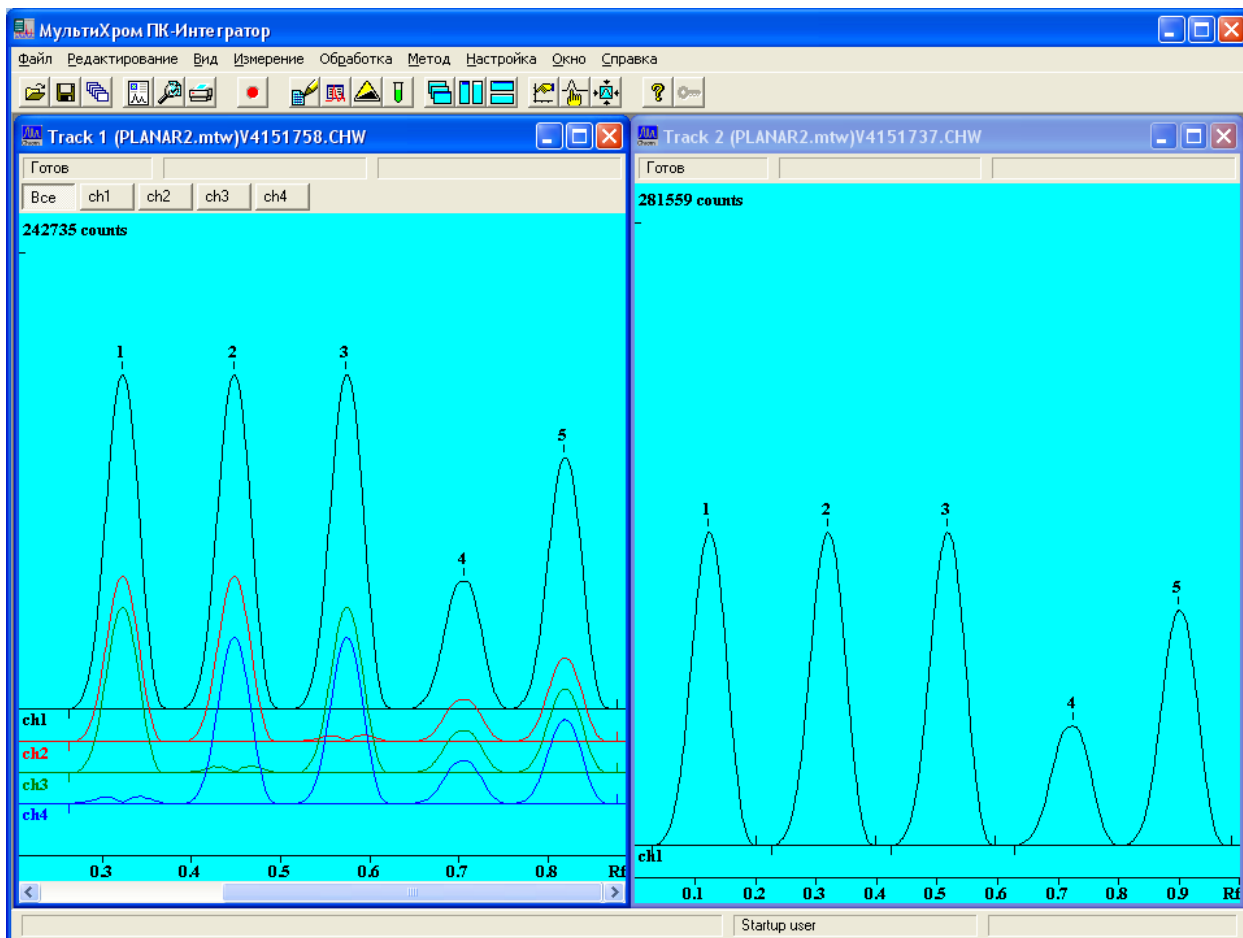 МультиХром ПК-Интегратор
Файл Редактирование Вид Измерение Обработка Метод Настройка Окно Справка
Track 1 (PLANAR2.mtw)V4151758.CHW
Готов
Все ch1 ch2 ch3 ch4
242735 counts
1 2 3 4 5
ch1
ch2
ch3
ch4
0.3 0.4 0.5 0.6 0.7 0.8 Rf
Track 2 (PLANAR2.mtw)V4151737.CHW
Готов
281559 counts
1 2 3 4 5
ch1
0.1 0.2 0.3 0.4 0.5 0.6 0.7 0.8 0.9 Rf
Startup user